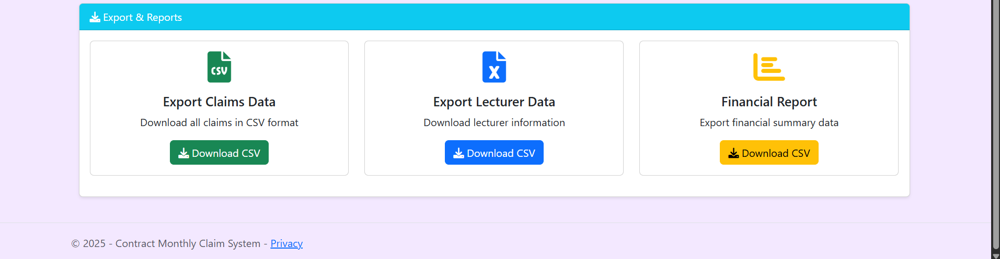 Export & Reports
CSV
X
Export Claims Data
Export Lecturer Data
Financial Report
Download all claims in CSV format
Download lecturer information
Export financial summary data
Download CSV
Download CSV
Download CSV
© 2025 - Contract Monthly Claim System - Privacy